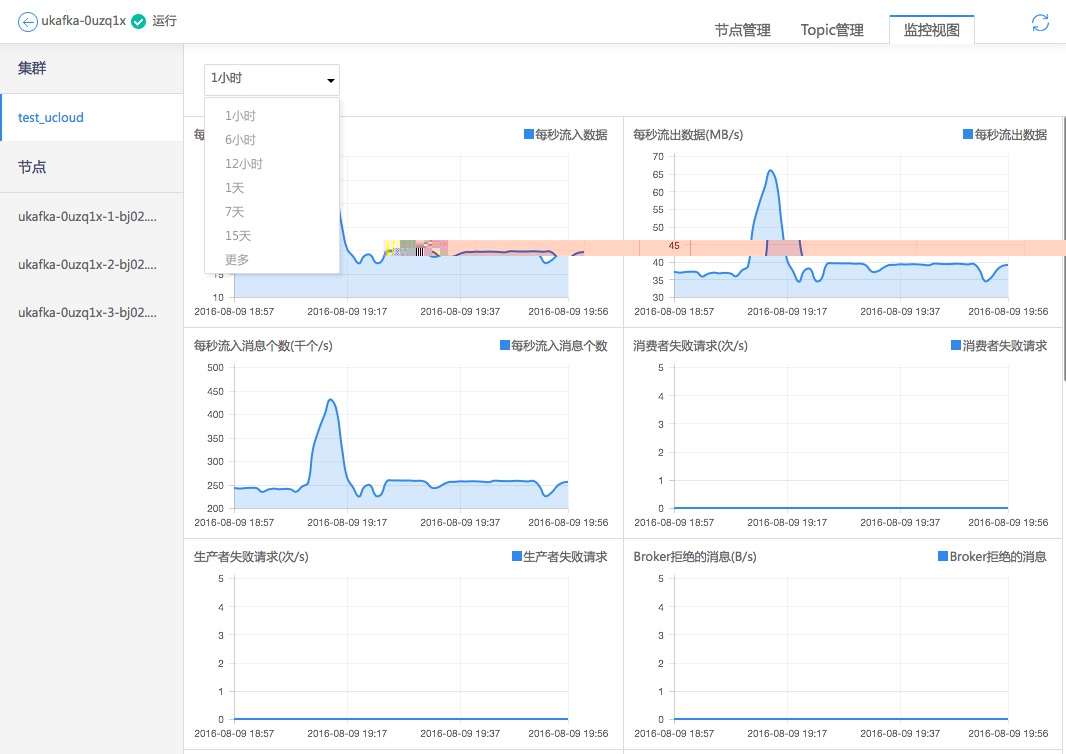 ukafka-0uzq1x 运行
节点管理 Topic管理 监控视图
集群
test_ucloud
节点
ukafka-0uzq1x-1-bj02....
ukafka-0uzq1x-2-bj02....
ukafka-0uzq1x-3-bj02....
1小时
1小时
6小时
12小时
1天
7天
15天
更多
每 每秒流入数据
15
10
2016-08-09 18:57 2016-08-09 19:17 2016-08-09 19:37 2016-08-09 19:56
每秒流出数据(MB/s) 每秒流出数据
70
65
60
55
50
45
40
35
30
2016-08-09 18:57 2016-08-09 19:17 2016-08-09 19:37 2016-08-09 19:56
每秒流入消息个数(千个/s) 每秒流入消息个数
500
450
400
350
300
250
200
2016-08-09 18:57 2016-08-09 19:17 2016-08-09 19:37 2016-08-09 19:56
消费者失败请求(次/s) 消费者失败请求
5
4
3
2
1
0
2016-08-09 18:57 2016-08-09 19:17 2016-08-09 19:37 2016-08-09 19:56
生产者失败请求(次/s) 生产者失败请求
5
4
3
2
1
0
2016-08-09 18:57 2016-08-09 19:17 2016-08-09 19:37 2016-08-09 19:56
Broker拒绝的消息(B/s) Broker拒绝的消息
5
4
3
2
1
0
2016-08-09 18:57 2016-08-09 19:17 2016-08-09 19:37 2016-08-09 19:56